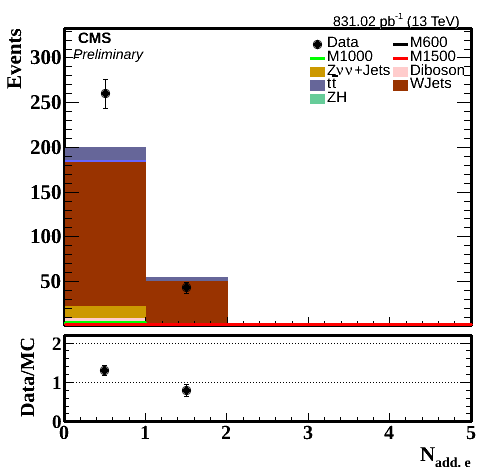 831.02 pb-1 (13 TeV)
CMS
Preliminary
Data
M600
M1000
M1500
Zνν+Jets
Diboson
tt̄
WJets
ZH
Events
300
250
200
150
100
50
Data/MC
2
1
0
0 1 2 3 4 5
Nadd. e